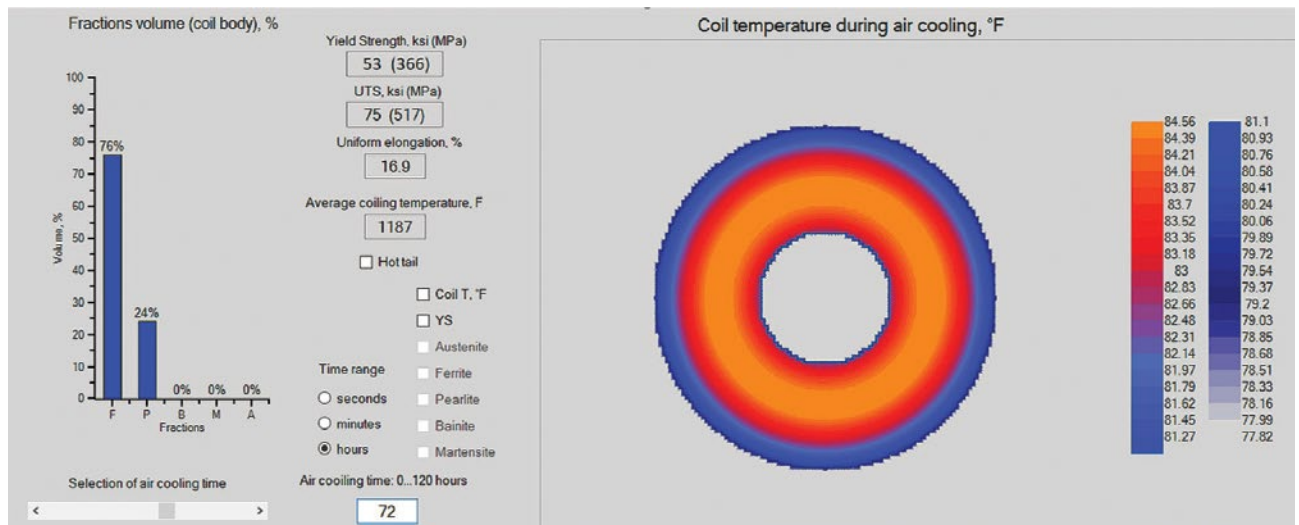 Fractions volume (coil body), %
100
90
80
70
60
50
40
30
20
10
0
Volume, %
76%
24%
0%
0%
0%
F
P
B
M
A
Fractions
Selection of air cooling time
<
>
Yield Strength, ksi (MPa)
53 (366)
UTS, ksi (MPa)
75 (517)
Uniform elongation, %
16.9
Average coiling temperature, F
1187
Hot tail
Coil T, °F
YS
Austenite
Ferrite
Pearlite
Bainite
Martensite
Time range
seconds
minutes
hours
Air cooiling time: 0...120 hours
72
Coil temperature during air cooling, °F
84.56
84.39
84.21
84.04
83.87
83.7
83.52
83.35
83.18
83
82.83
82.66
82.48
82.31
82.14
81.97
81.79
81.62
81.45
81.27
81.1
80.93
80.76
80.58
80.41
80.24
80.06
79.89
79.72
79.54
79.37
79.2
79.03
78.85
78.68
78.51
78.33
78.16
77.99
77.82